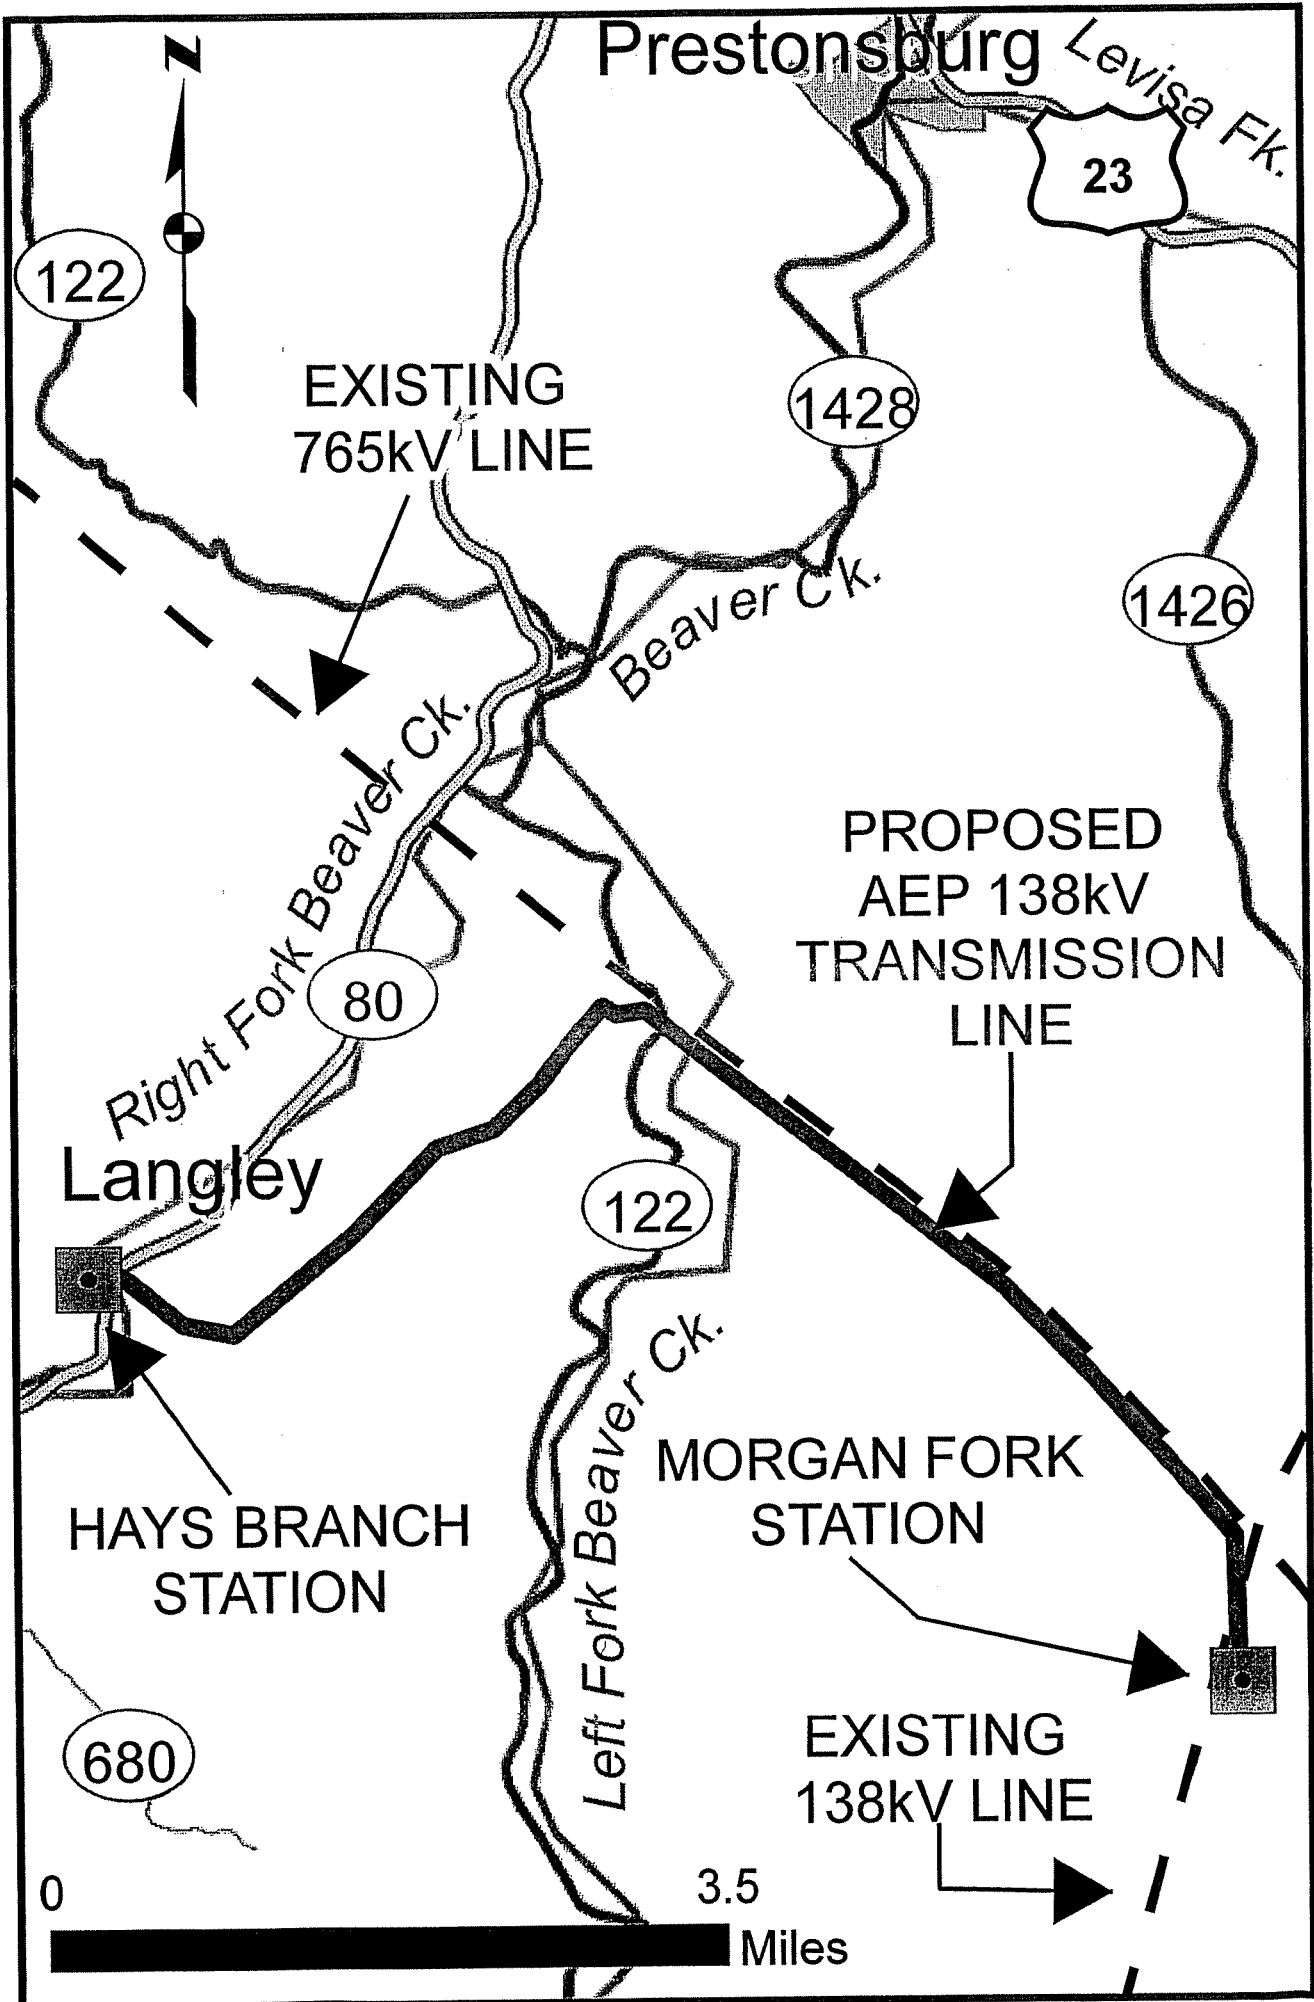 Prestonsburg
Levisa Fk.
N
23
122
EXISTING
765kV LINE
1428
1426
Beaver Ck.
Right Fork Beaver Ck.
PROPOSED
AEP 138kV
TRANSMISSION
LINE
80
Langley
122
Left Fork Beaver Ck.
MORGAN FORK
STATION
HAYS BRANCH
STATION
680
EXISTING
138kV LINE
0
3.5
Miles